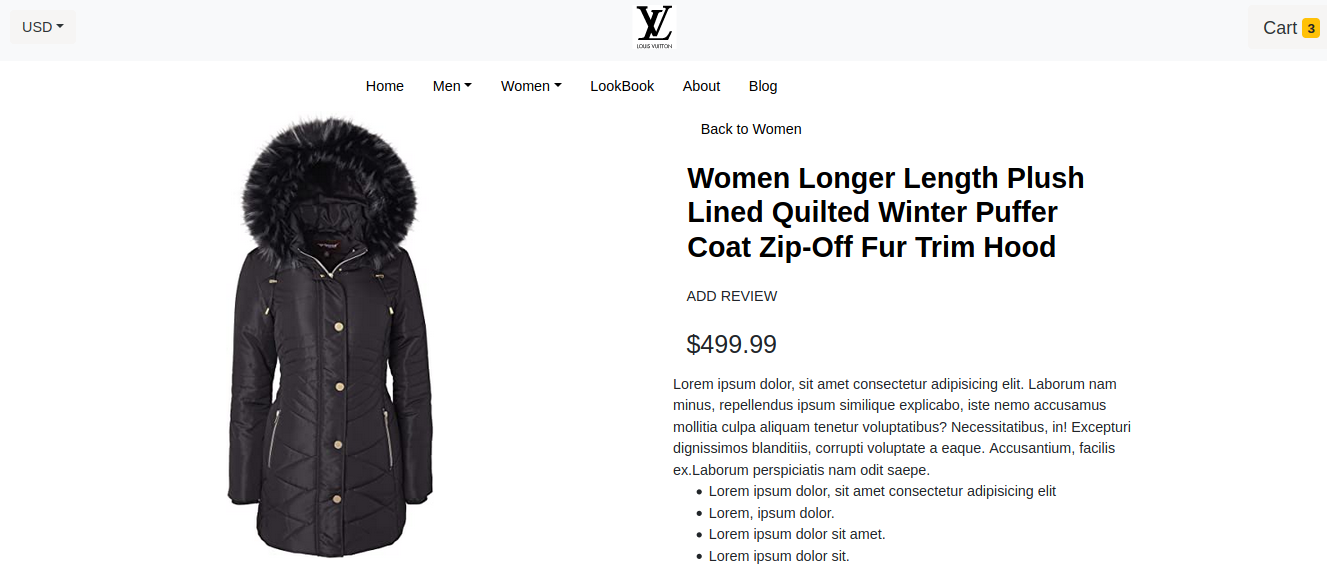 USD
LV
LOUIS VUITTON
Cart 3
Home Men Women LookBook About Blog
Back to Women
Women Longer Length Plush
Lined Quilted Winter Puffer
Coat Zip-Off Fur Trim Hood
ADD REVIEW
$499.99
Lorem ipsum dolor, sit amet consectetur adipisicing elit. Laborum nam
minus, repellendus ipsum similique explicabo, iste nemo accusamus
mollitia culpa aliquam tenetur voluptatibus? Necessitatibus, in! Excepturi
dignissimos blanditiis, corrupti voluptate a eaque. Accusantium, facilis
ex.Laborum perspiciatis nam odit saepe.
Lorem ipsum dolor, sit amet consectetur adipisicing elit
Lorem, ipsum dolor.
Lorem ipsum dolor sit amet.
Lorem ipsum dolor sit.